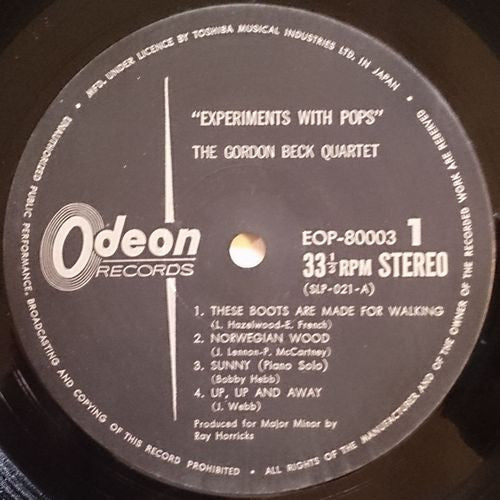 MFD. UNDER LICENCE BY TOSHIBA MUSICAL INDUSTRIES LTD. IN JAPAN
"EXPERIMENTS WITH POPS"
THE GORDON BECK QUARTET
Odeon
RECORDS
EOP-80003 1
33⅓ RPM STEREO
(SLP-021-A)
1. THESE BOOTS ARE MADE FOR WALKING
(L. Hazelwood-E. French)
2. NORWEGIAN WOOD
(J. Lennon-P. McCartney)
3. SUNNY (Piano Solo)
(Bobby Hebb)
4. UP, UP AND AWAY
(J. Webb)
Produced for Major Minor by
Ray Horricks
ALL RIGHTS OF THE MANUFACTURER AND OF THE OWNER OF THE RECORDED WORK ARE RESERVED
UNAUTHORIZED PUBLIC PERFORMANCE, BROADCASTING AND COPYING OF THIS RECORD PROHIBITED